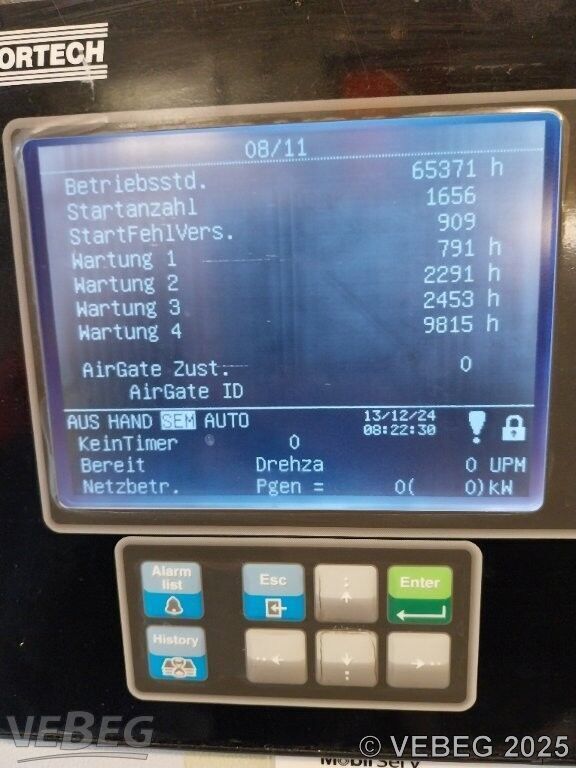 ORTECH
08/11
Betriebsstd. 65371 h
Startanzahl 1656
StartFehlVers. 909
Wartung 1 791 h
Wartung 2 2291 h
Wartung 3 2453 h
Wartung 4 9815 h
AirGate Zust. 0
AirGate ID
AUS HAND SEM AUTO 13/12/24
08:22:30
KeinTimer 0
Bereit Drehza 0 UPM
Netzbetr. Pgen = 0( 0)kW
Alarm list
Esc
Enter
History
VEBEG
© VEBEG 2025
Mobil Serv